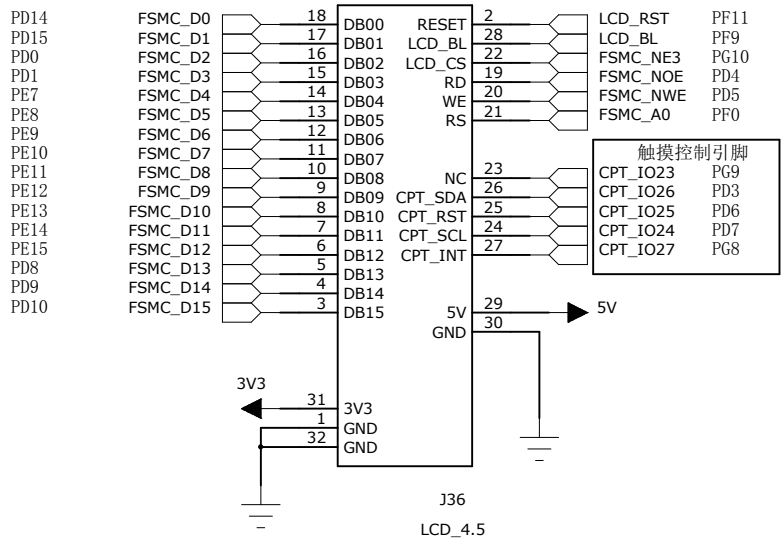 PD14 FSMC_D0 18 DB00 RESET 2 LCD_RST PF11
PD15 FSMC_D1 17 DB01 LCD_BL 28 LCD_BL PF9
PD0 FSMC_D2 16 DB02 LCD_CS 22 FSMC_NE3 PG10
PD1 FSMC_D3 15 DB03 RD 19 FSMC_NOE PD4
PE7 FSMC_D4 14 DB04 WE 20 FSMC_NWE PD5
PE8 FSMC_D5 13 DB05 RS 21 FSMC_A0 PF0
PE9 FSMC_D6 12 DB06
PE10 FSMC_D7 11 DB07 触摸控制引脚
PE11 FSMC_D8 10 DB08 NC 23 CPT_IO23 PG9
PE12 FSMC_D9 9 DB09 CPT_SDA 26 CPT_IO26 PD3
PE13 FSMC_D10 8 DB10 CPT_RST 25 CPT_IO25 PD6
PE14 FSMC_D11 7 DB11 CPT_SCL 24 CPT_IO24 PD7
PE15 FSMC_D12 6 DB12 CPT_INT 27 CPT_IO27 PG8
PD8 FSMC_D13 5 DB13
PD9 FSMC_D14 4 DB14
PD10 FSMC_D15 3 DB15 5V 29 5V
GND 30
3V3 31 3V3
1 GND
32 GND
J36
LCD_4.5